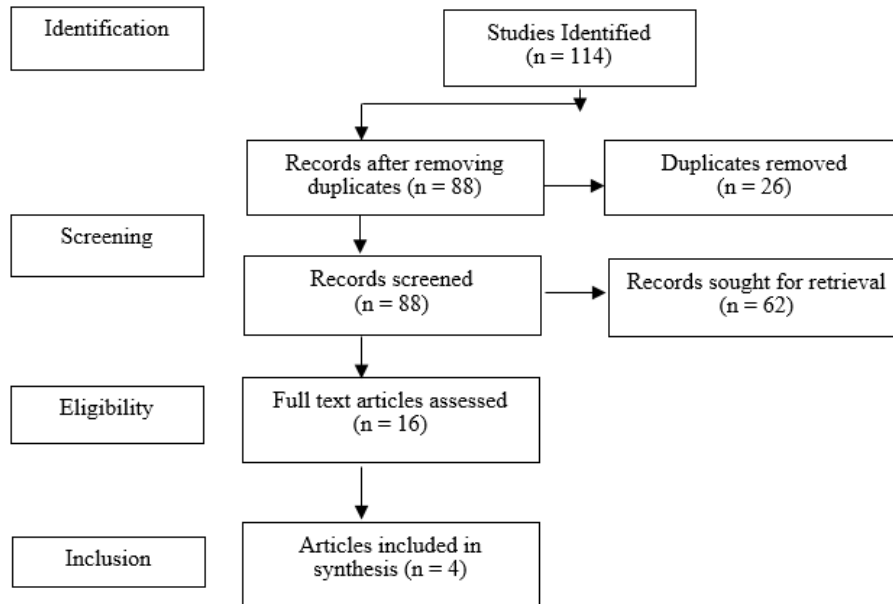 Identification
Studies Identified
(n = 114)
Records after removing
duplicates (n = 88)
Duplicates removed
(n = 26)
Screening
Records screened
(n = 88)
Records sought for retrieval
(n = 62)
Eligibility
Full text articles assessed
(n = 16)
Inclusion
Articles included in
synthesis (n = 4)